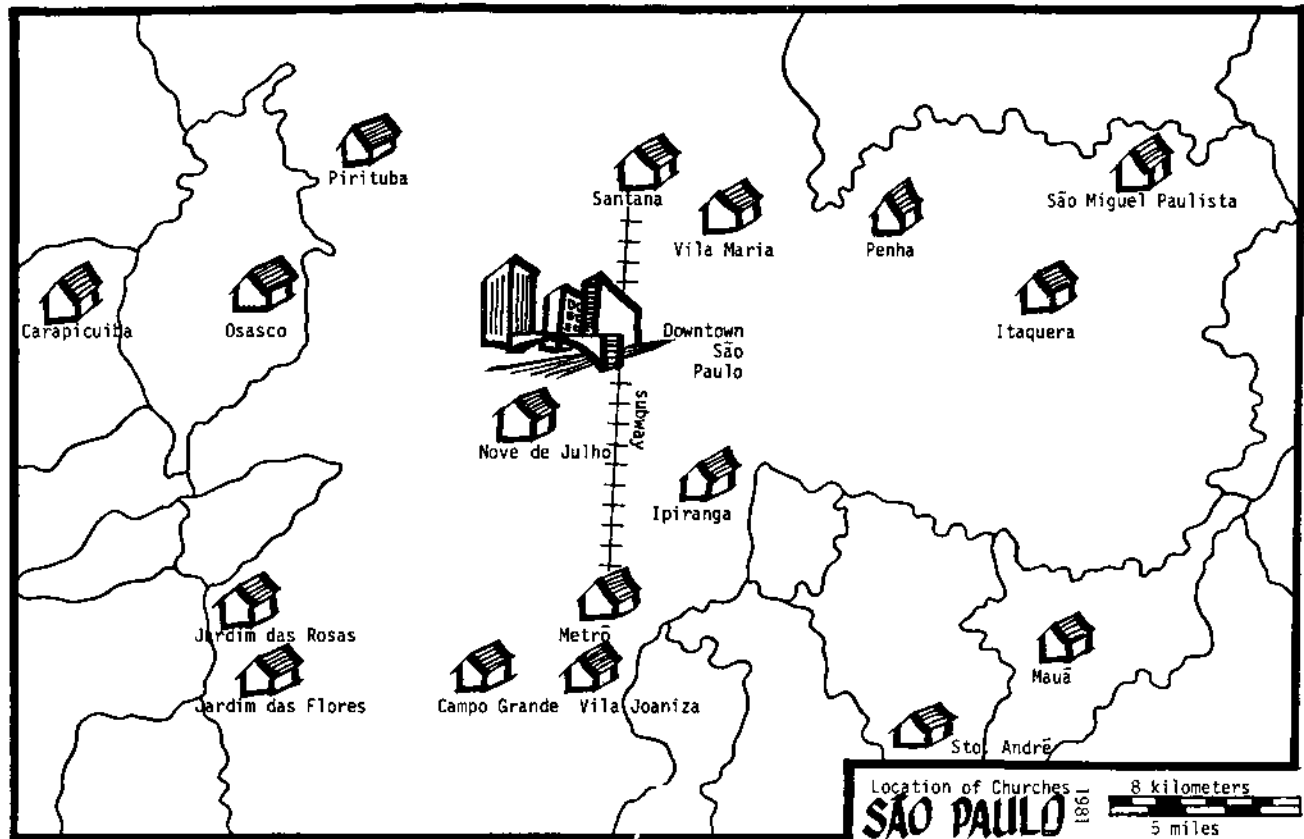 Pirituba
Santana
São Miguel Paulista
Vila Maria
Penha
Carapicuiba
Osasco
Itaquera
Downtown
São
Paulo
subway
Nove de Julho
Ipiranga
Jardim das Rosas
Metrô
Mauá
Jardim das Flores
Campo Grande
Vila Joaniza
Sto. André
Location of Churches
SÃO PAULO
1981
8 kilometers
5 miles